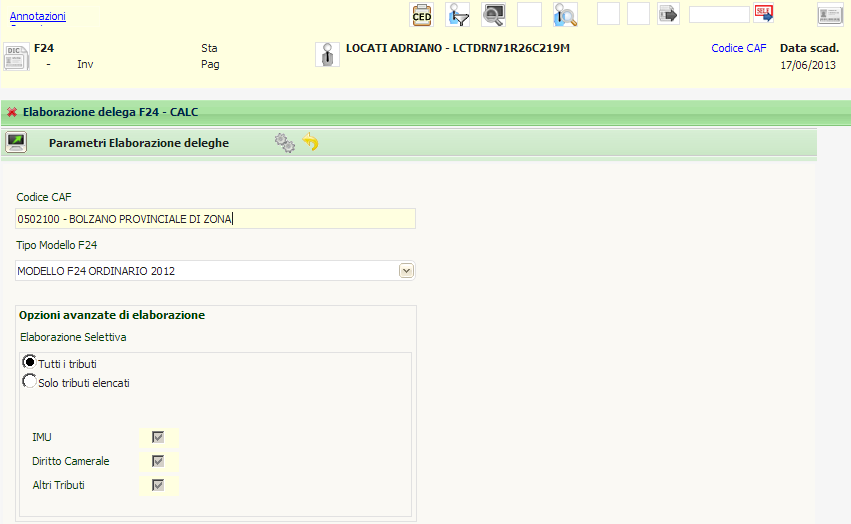 Annotazioni
CED
SELE
DIC
F24
Sta
LOCATI ADRIANO - LCTDRN71R26C219M
Codice CAF
Data scad.
-
Inv
Pag
17/06/2013
Elaborazione delega F24 - CALC
Parametri Elaborazione deleghe
Codice CAF
0502100 - BOLZANO PROVINCIALE DI ZONA
Tipo Modello F24
MODELLO F24 ORDINARIO 2012
Opzioni avanzate di elaborazione
Elaborazione Selettiva
Tutti i tributi
Solo tributi elencati
IMU
Diritto Camerale
Altri Tributi